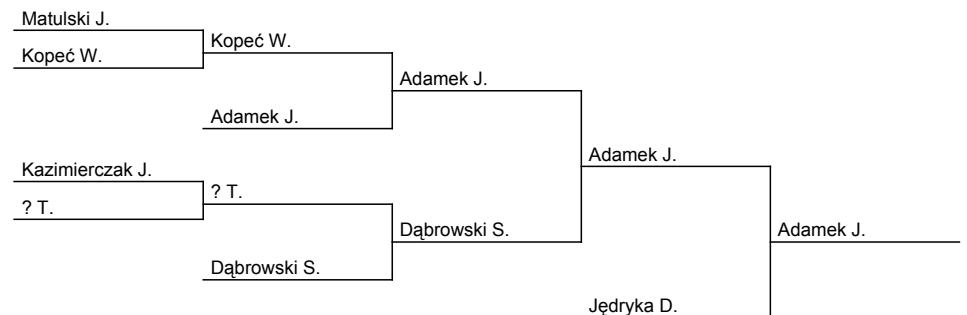 Matulski J.
Kopeć W.
Kopeć W.
Adamek J.
Adamek J.
Kazimierczak J.
? T.
? T.
Dąbrowski S.
Dąbrowski S.
Adamek J.
Jędryka D.
Adamek J.